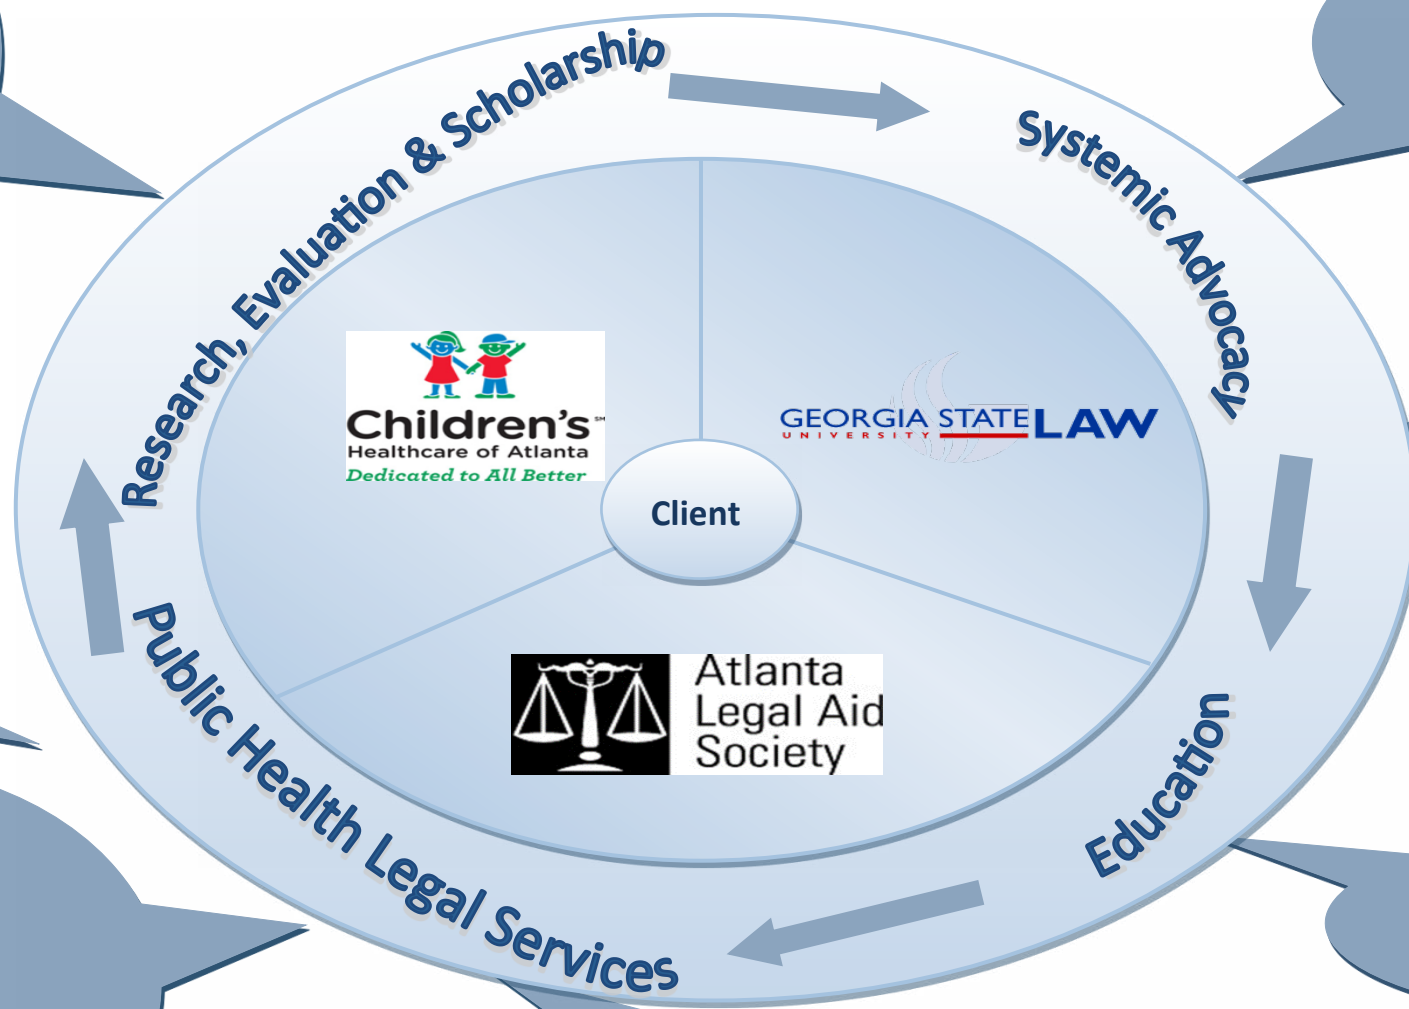 Research, Evaluation & Scholarship
Systemic Advocacy
Children's℠
Healthcare of Atlanta
Dedicated to All Better
GEORGIA STATE LAW
UNIVERSITY
Client
Atlanta
Legal Aid
Society
Education
Public Health Legal Services